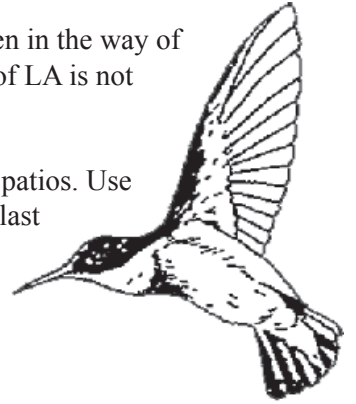 en in the way of
of LA is not
patios. Use
last